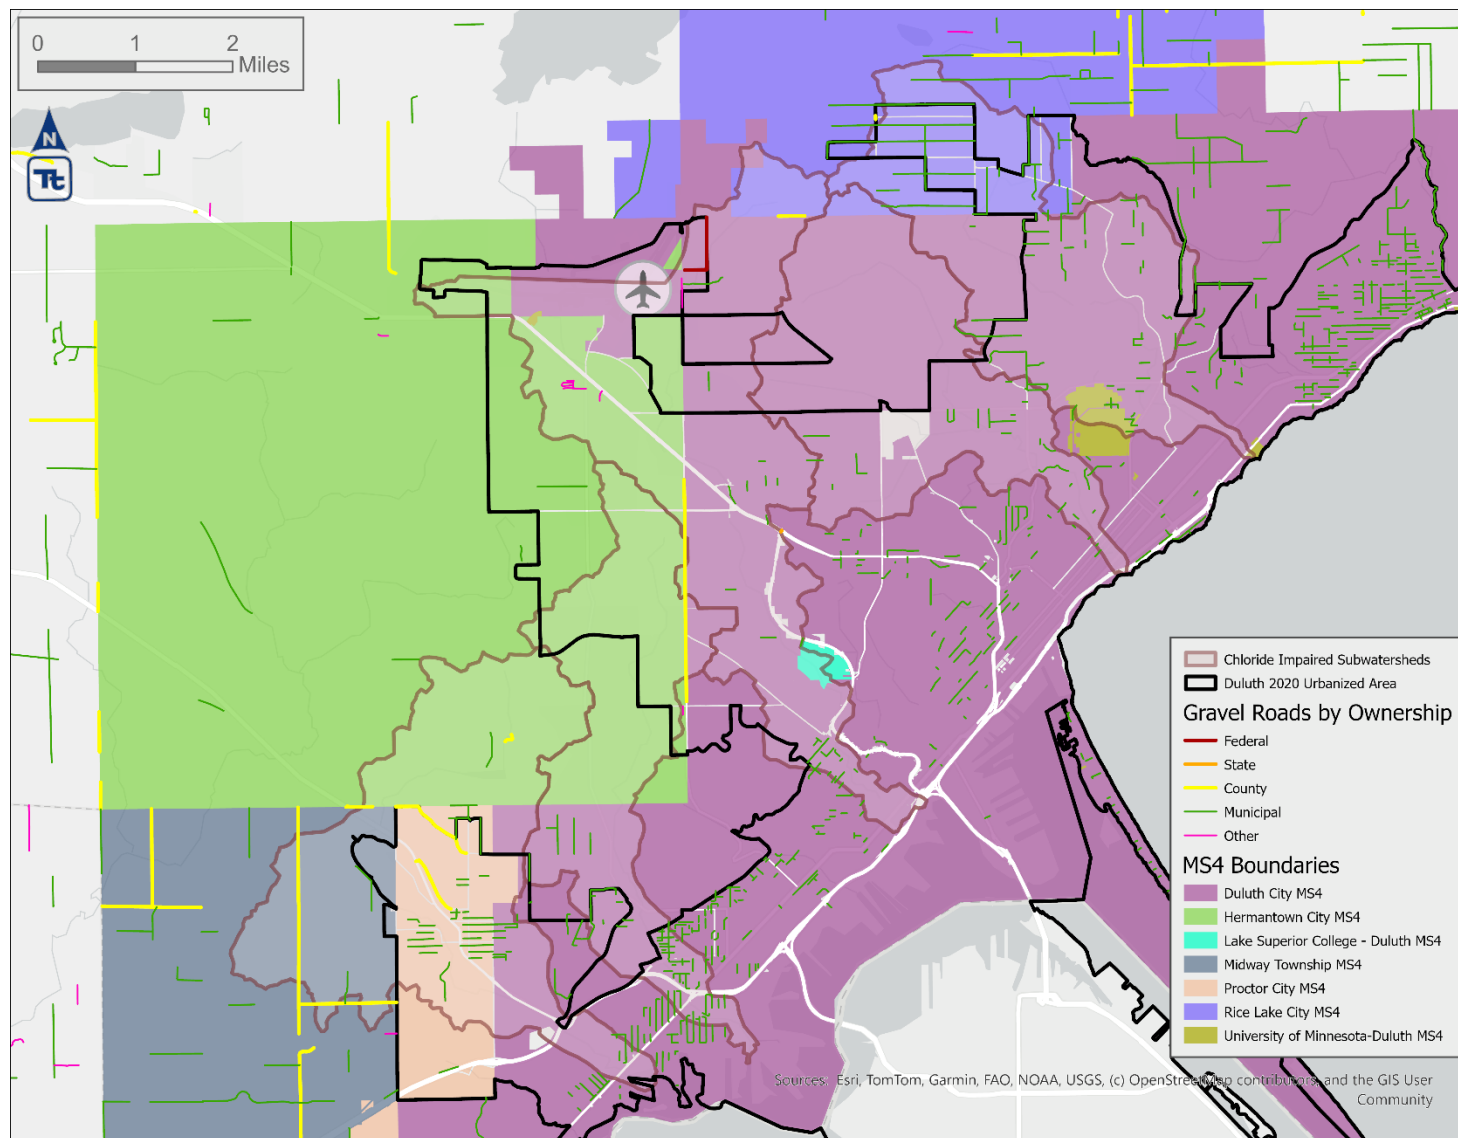 0 1 2
Miles
N
Tt
Chloride Impaired Subwatersheds
Duluth 2020 Urbanized Area
Gravel Roads by Ownership
Federal
State
County
Municipal
Other
MS4 Boundaries
Duluth City MS4
Hermantown City MS4
Lake Superior College - Duluth MS4
Midway Township MS4
Proctor City MS4
Rice Lake City MS4
University of Minnesota-Duluth MS4
Sources: Esri, TomTom, Garmin, FAO, NOAA, USGS, (c) OpenStreetMap contributors, and the GIS User
Community